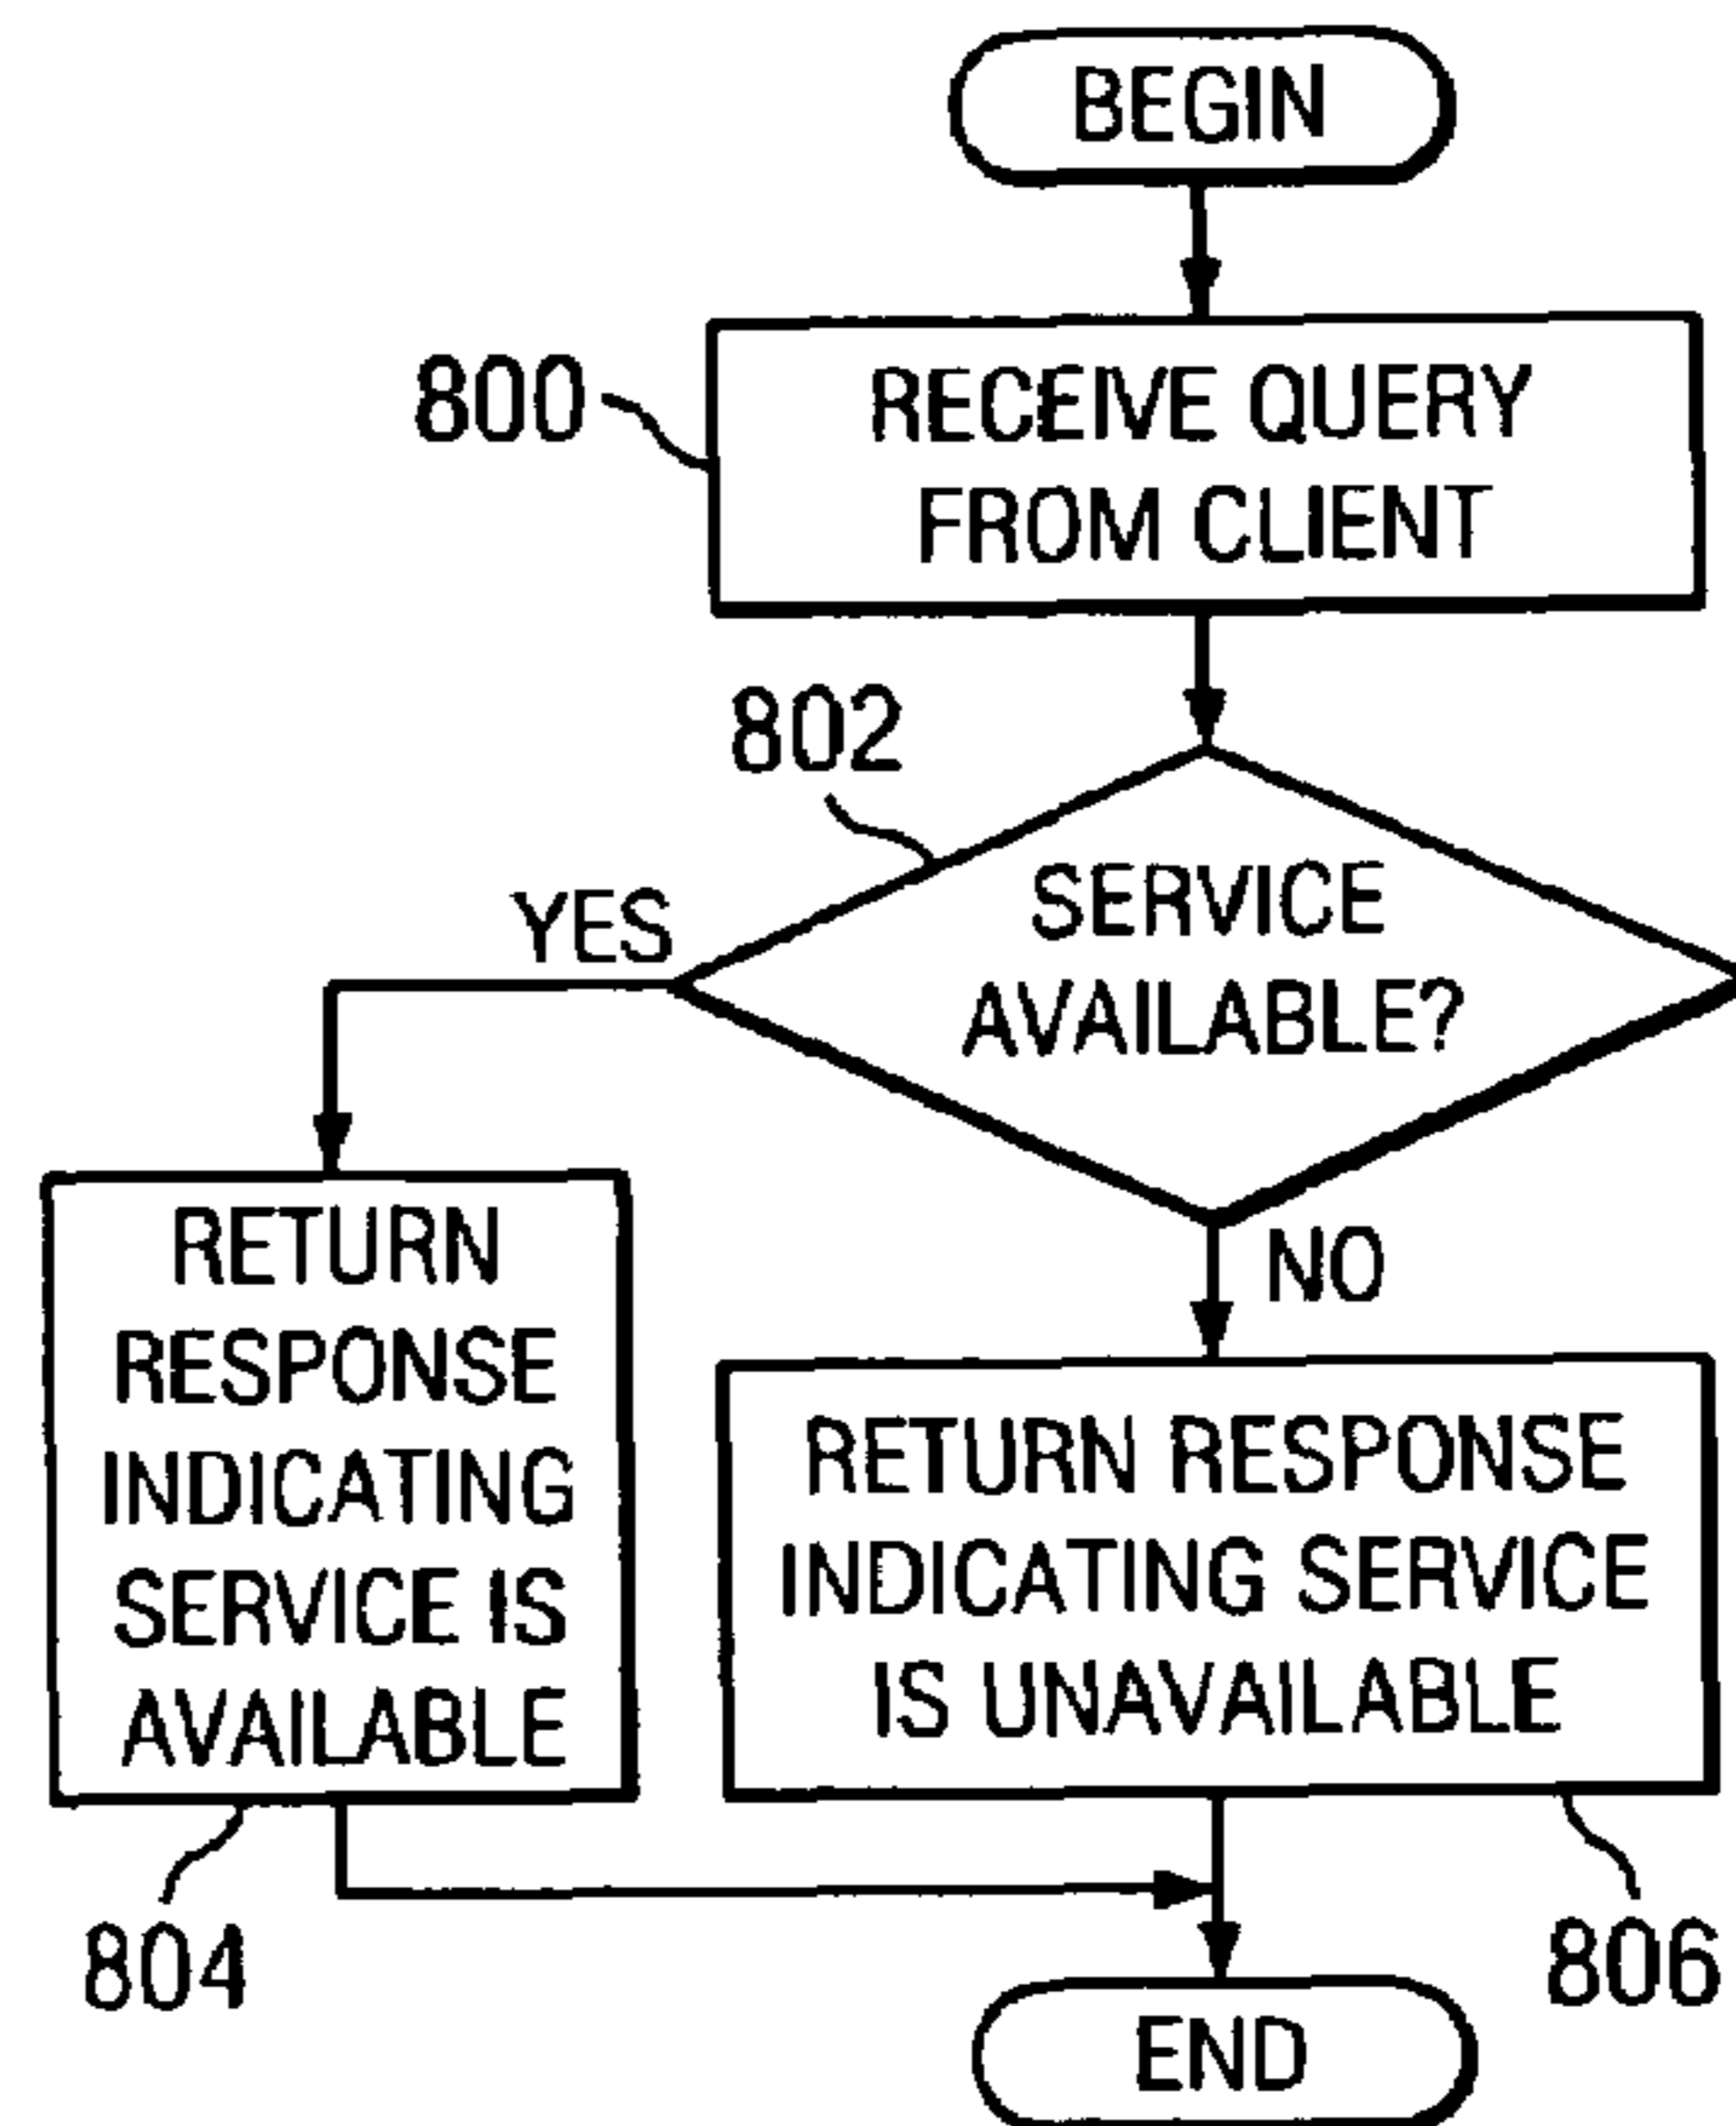 BEGIN
800
RECEIVE QUERY
FROM CLIENT
802
SERVICE
AVAILABLE?
YES
NO
RETURN
RESPONSE
INDICATING
SERVICE IS
AVAILABLE
RETURN RESPONSE
INDICATING SERVICE
IS UNAVAILABLE
804
806
END